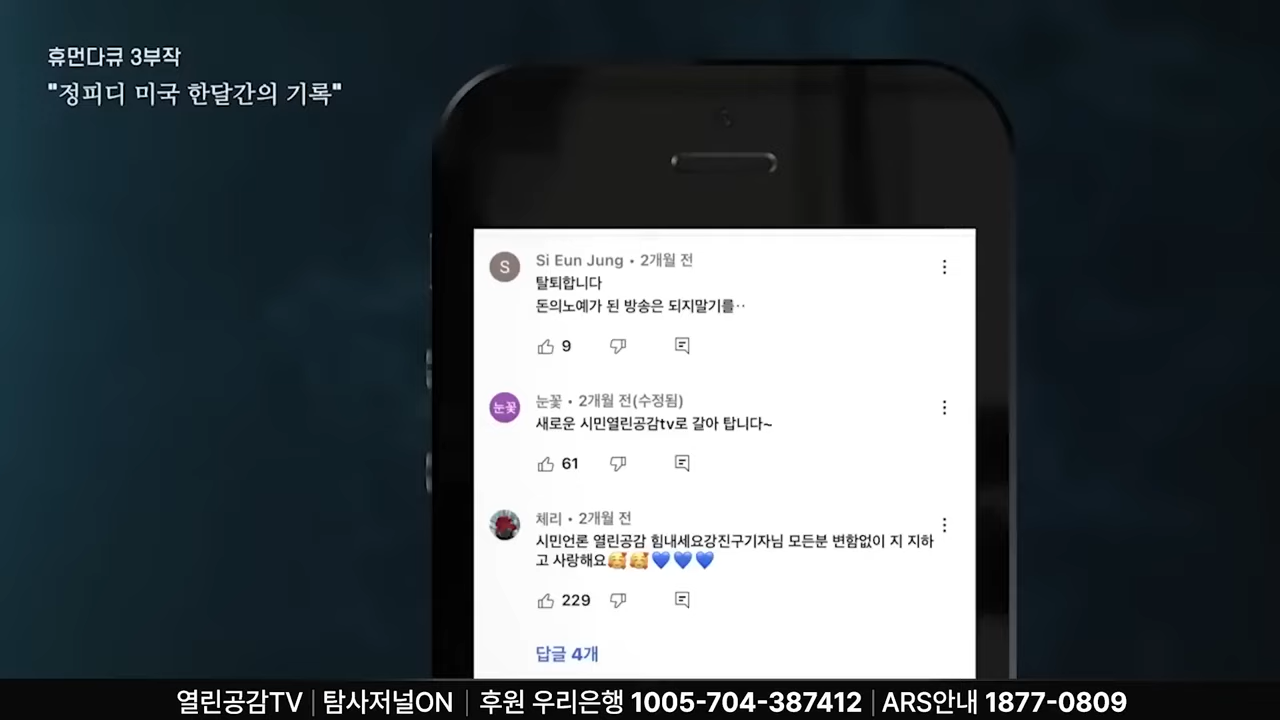 휴먼다큐 3부작
"정피디 미국 한달간의 기록"
S
Si Eun Jung • 2개월 전
탈퇴합니다
돈의노예가 된 방송은 되지말기를··
9
눈꽃
눈꽃 • 2개월 전(수정됨)
새로운 시민열린공감tv로 갈아 탑니다~
61
체리 • 2개월 전
시민언론 열린공감 힘내세요강진구기자님 모든분 변함없이 지 지하
고 사랑해요🥰🥰💙💙💙
229
답글 4개
열린공감TV | 탐사저널ON | 후원 우리은행 1005-704-387412 | ARS안내 1877-0809